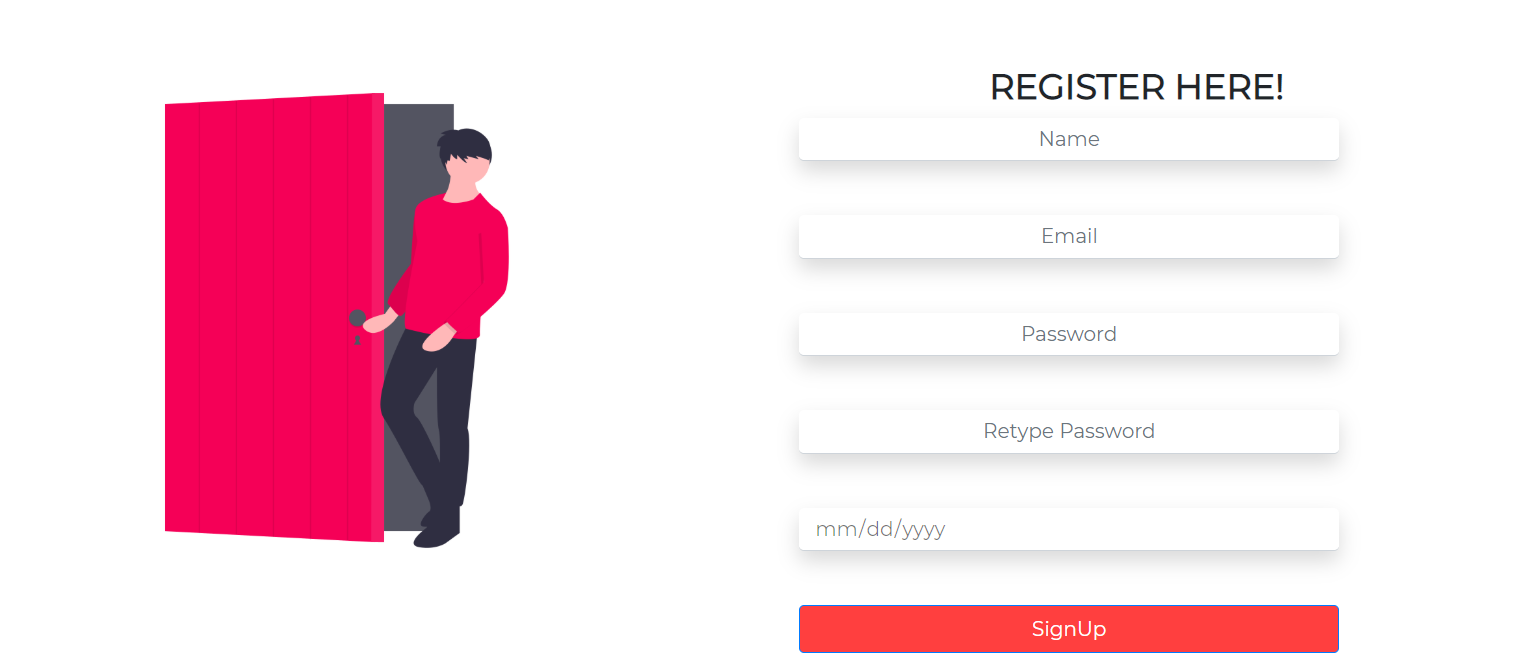 REGISTER HERE!
Name
Email
Password
Retype Password
mm/dd/yyyy
SignUp